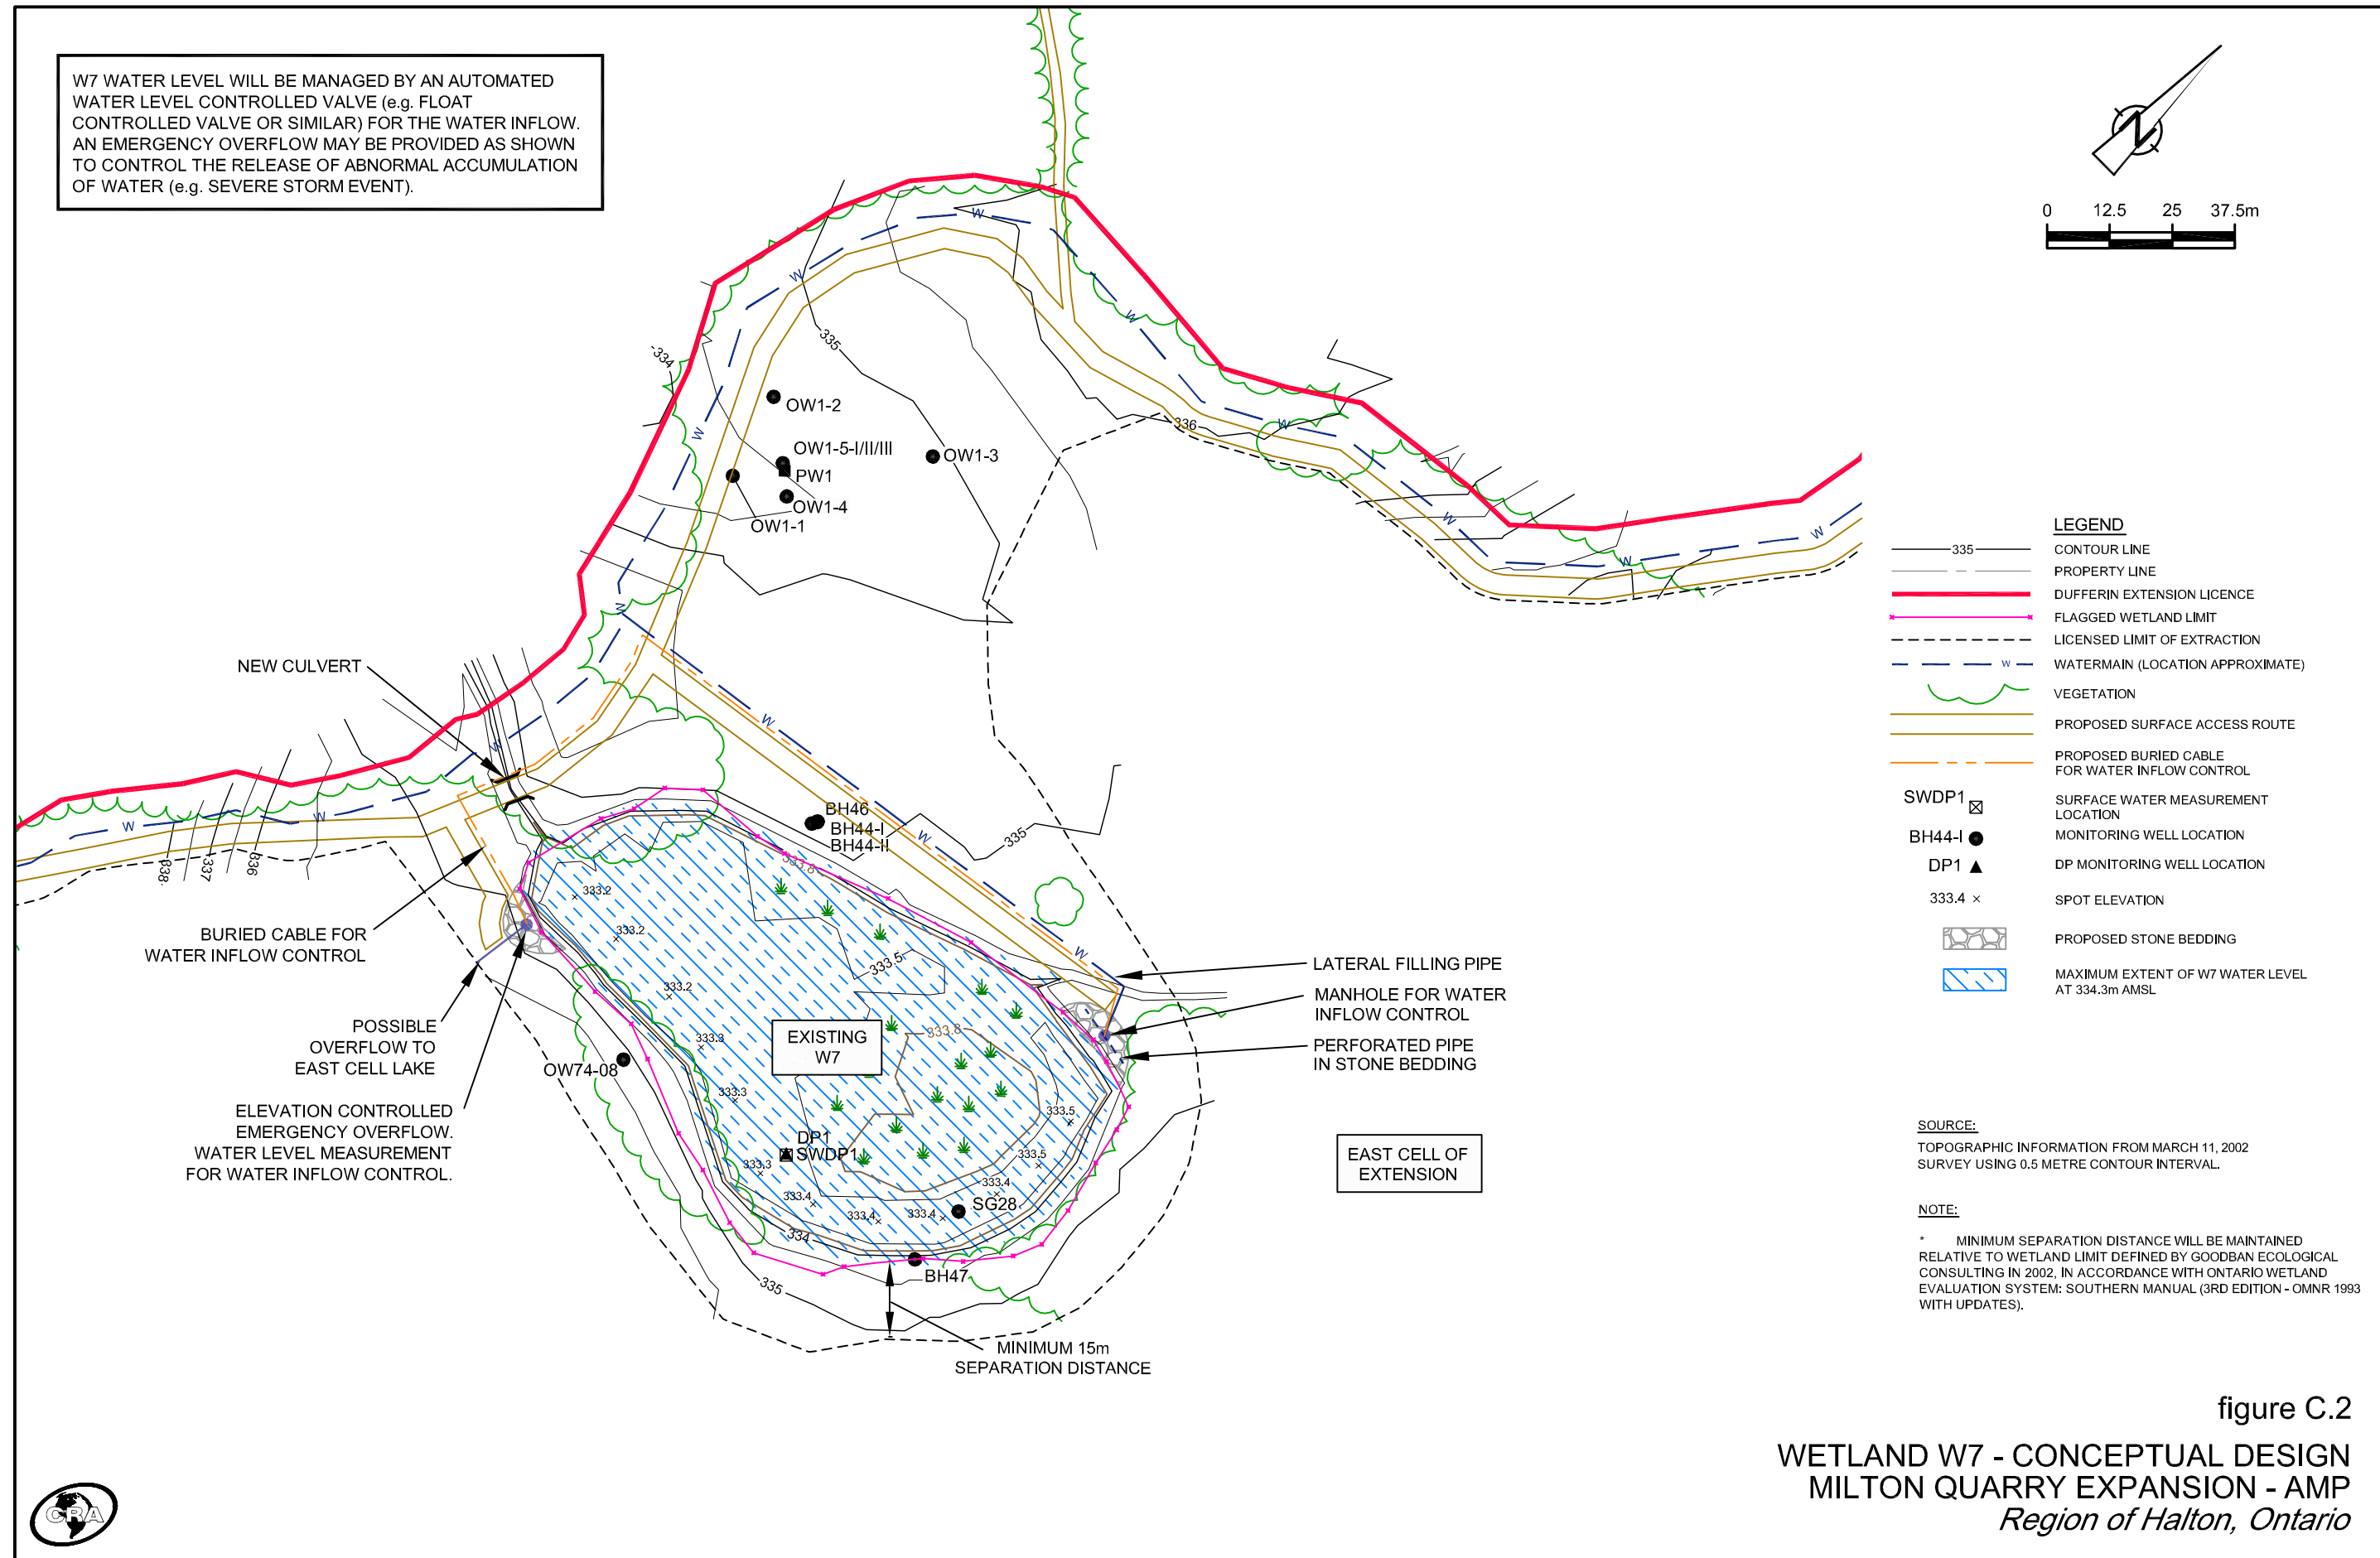 W7 WATER LEVEL WILL BE MANAGED BY AN AUTOMATED
WATER LEVEL CONTROLLED VALVE (e.g. FLOAT
CONTROLLED VALVE OR SIMILAR) FOR THE WATER INFLOW.
AN EMERGENCY OVERFLOW MAY BE PROVIDED AS SHOWN
TO CONTROL THE RELEASE OF ABNORMAL ACCUMULATION
OF WATER (e.g. SEVERE STORM EVENT).
N
0 12.5 25 37.5m
W
W
W
335
-334
OW1-2
W
336
W
OW1-5-I/II/III
OW1-3
PW1
OW1-4
OW1-1
W
W
W
W
NEW CULVERT
W
W
W
W
338
337
336
BH46
BH44-I
BH44-II
W
335
333.8
333.2
333.2
BURIED CABLE FOR
WATER INFLOW CONTROL
333.5
W
LATERAL FILLING PIPE
333.2
MANHOLE FOR WATER
INFLOW CONTROL
POSSIBLE
OVERFLOW TO
EAST CELL LAKE
EXISTING
W7
333.8
333.3
PERFORATED PIPE
IN STONE BEDDING
OW74-08
333.3
ELEVATION CONTROLLED
EMERGENCY OVERFLOW.
WATER LEVEL MEASUREMENT
FOR WATER INFLOW CONTROL.
333.5
DP1
SWDP1
333.3
333.5
333.4
333.4
333.4
333.4
SG28
334
335
BH47
EAST CELL OF
EXTENSION
MINIMUM 15m
SEPARATION DISTANCE
LEGEND
335 CONTOUR LINE
PROPERTY LINE
DUFFERIN EXTENSION LICENCE
FLAGGED WETLAND LIMIT
LICENSED LIMIT OF EXTRACTION
W WATERMAIN (LOCATION APPROXIMATE)
VEGETATION
PROPOSED SURFACE ACCESS ROUTE
PROPOSED BURIED CABLE
FOR WATER INFLOW CONTROL
SWDP1 SURFACE WATER MEASUREMENT
LOCATION
BH44-I MONITORING WELL LOCATION
DP1 DP MONITORING WELL LOCATION
333.4 × SPOT ELEVATION
PROPOSED STONE BEDDING
MAXIMUM EXTENT OF W7 WATER LEVEL
AT 334.3m AMSL
SOURCE:
TOPOGRAPHIC INFORMATION FROM MARCH 11, 2002
SURVEY USING 0.5 METRE CONTOUR INTERVAL.
NOTE:
* MINIMUM SEPARATION DISTANCE WILL BE MAINTAINED
RELATIVE TO WETLAND LIMIT DEFINED BY GOODBAN ECOLOGICAL
CONSULTING IN 2002, IN ACCORDANCE WITH ONTARIO WETLAND
EVALUATION SYSTEM: SOUTHERN MANUAL (3RD EDITION - OMNR 1993
WITH UPDATES).
figure C.2
WETLAND W7 - CONCEPTUAL DESIGN
MILTON QUARRY EXPANSION - AMP
Region of Halton, Ontario
CRA